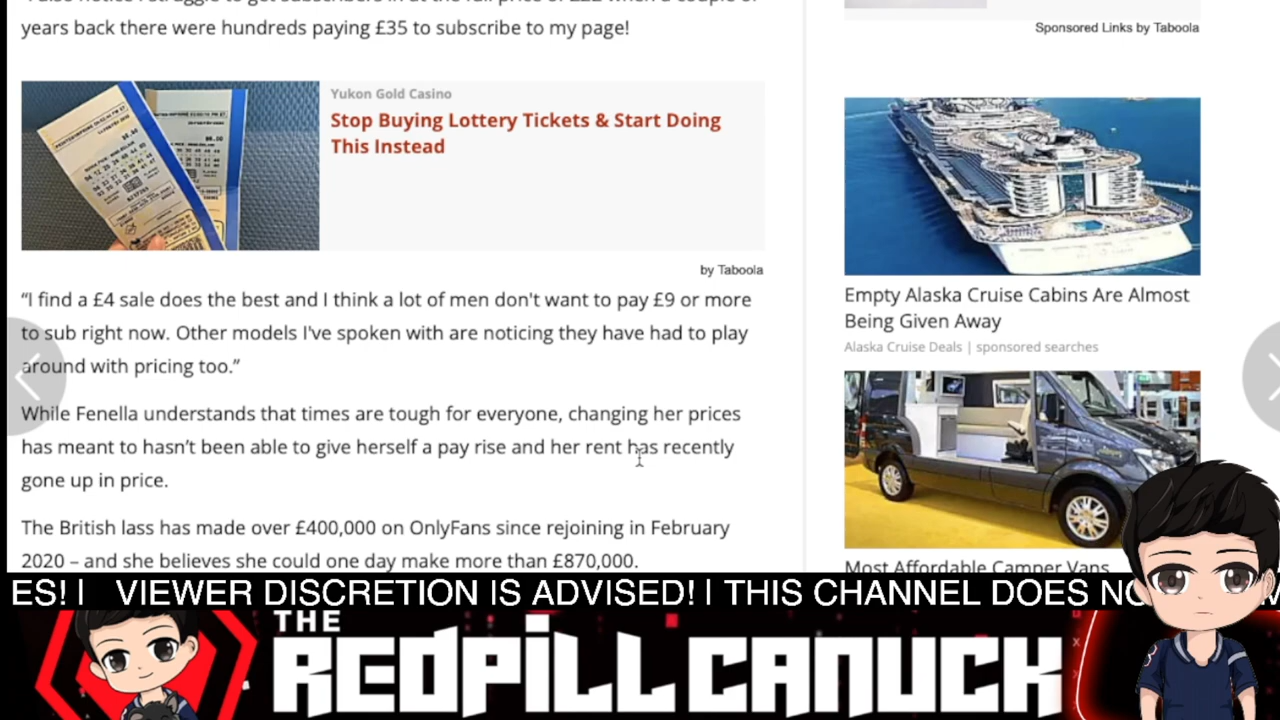 years back there were hundreds paying £35 to subscribe to my page!
Yukon Gold Casino
Stop Buying Lottery Tickets & Start Doing
This Instead
by Taboola
“I find a £4 sale does the best and I think a lot of men don't want to pay £9 or more
to sub right now. Other models I've spoken with are noticing they have had to play
around with pricing too.”
While Fenella understands that times are tough for everyone, changing her prices
has meant to hasn’t been able to give herself a pay rise and her rent has recently
gone up in price.
The British lass has made over £400,000 on OnlyFans since rejoining in February
2020 – and she believes she could one day make more than £870,000.
Sponsored Links by Taboola
Empty Alaska Cruise Cabins Are Almost
Being Given Away
Alaska Cruise Deals | sponsored searches
Most Affordable Camper Vans
ES! | VIEWER DISCRETION IS ADVISED! | THIS CHANNEL DOES
THE
REDPILL CANUCK